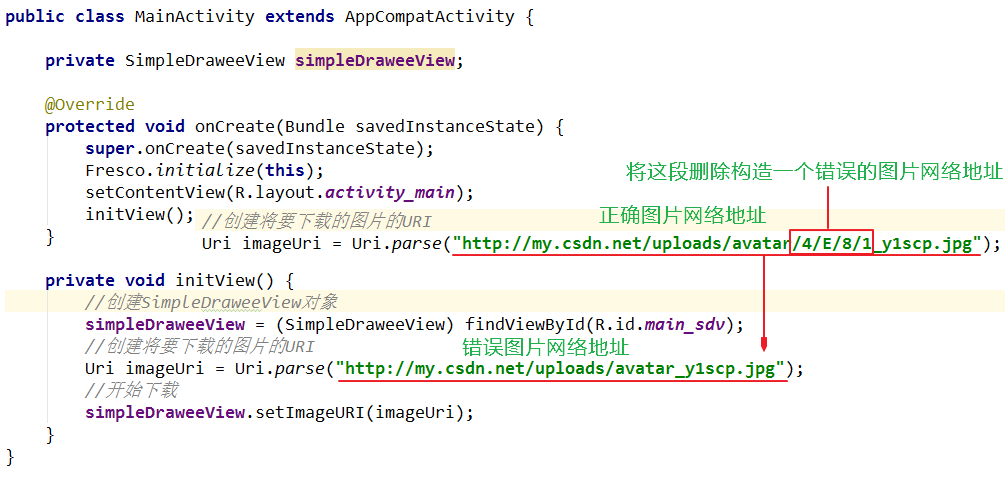 public class MainActivity extends AppCompatActivity {
private SimpleDraweeView simpleDraweeView;
@Override
protected void onCreate(Bundle savedInstanceState) {
super.onCreate(savedInstanceState);
Fresco.initialize(this);
将这段删除构造一个错误的图片网络地址
setContentView(R.layout.activity_main);
initView();
//创建将要下载的图片的URI
正确图片网络地址
}
Uri imageUri = Uri.parse("http://my.csdn.net/uploads/avatar/4/E/8/1_y1scp.jpg");
private void initView() {
//创建SimpleDraweeView对象
simpleDraweeView = (SimpleDraweeView) findViewById(R.id.main_sdv);
//创建将要下载的图片的URI
错误图片网络地址
Uri imageUri = Uri.parse("http://my.csdn.net/uploads/avatar_y1scp.jpg");
//开始下载
simpleDraweeView.setImageURI(imageUri);
}
}